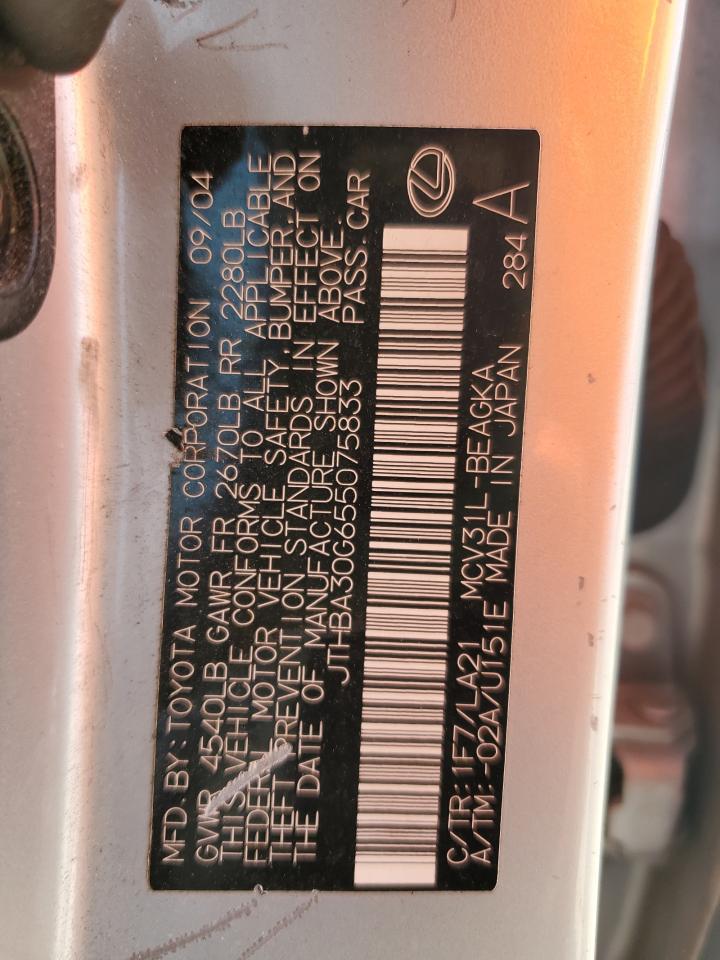 MFD. BY: TOYOTA MOTOR CORPORATION 09/04
GVWR 4540LB GAWR FR 2670LB RR 2280LB
THIS VEHICLE CONFORMS TO ALL APPLICABLE
FEDERAL MOTOR VEHICLE SAFETY, BUMPER, AND
THEFT PREVENTION STANDARDS IN EFFECT ON
THE DATE OF MANUFACTURE SHOWN ABOVE.
JTHBA30G655075833 PASS. CAR
C/TR: 1F7/LA21 MCV31L-BEAGKA
A/TM: -02A/U151E MADE IN JAPAN 284 A